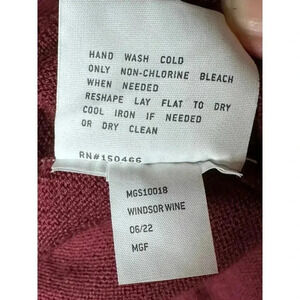 HAND WASH COLD
ONLY NON-CHLORINE BLEACH
WHEN NEEDED
RESHAPE LAY FLAT TO DRY
COOL IRON IF NEEDED
OR DRY CLEAN
RN#150466
MGS10018
WINDSOR WINE
06/22
MGF